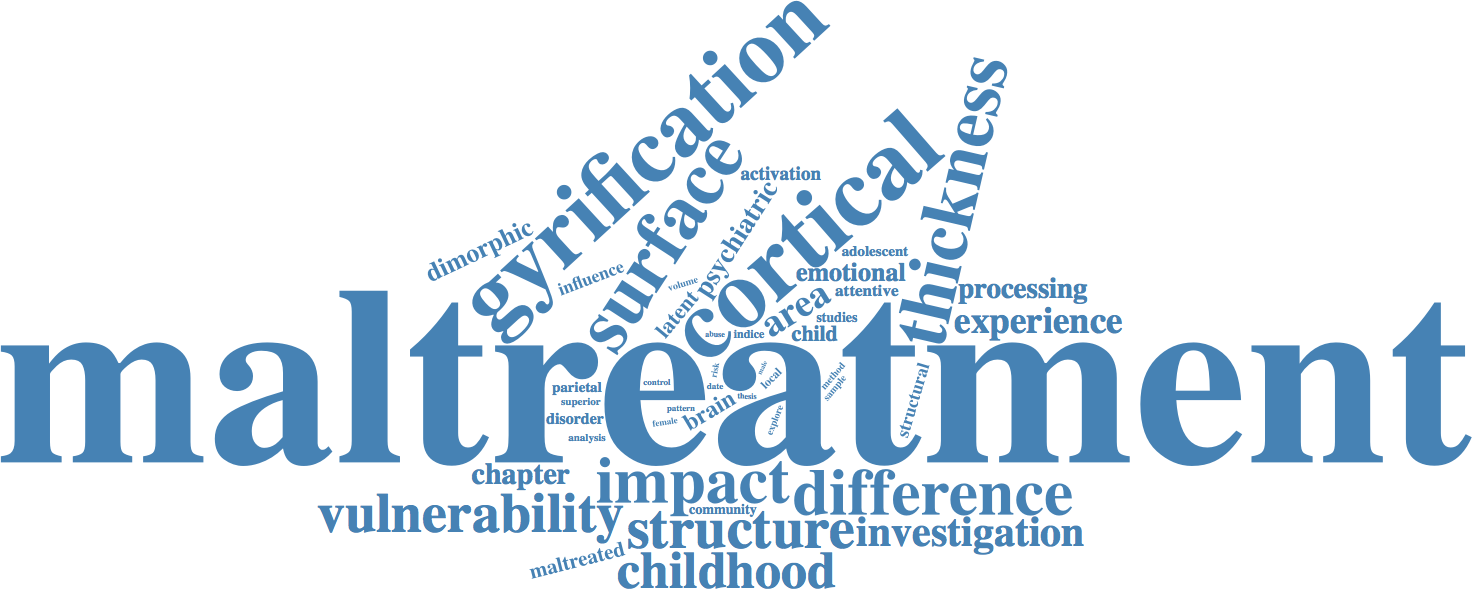 gyrification
surface
cortical
thickness
activation
psychiatric
dimorphic
influence
volume
latent
adolescent
emotional
attentive
area
studies
child
abuse
indice
processing
experience
maltreatment
parietal
superior
disorder
analysis
control
pattern
female
risk
date
thesis
brain
male
local
explore
method
sample
structural
chapter
impact
difference
vulnerability
community
structure
investigation
maltreated
childhood